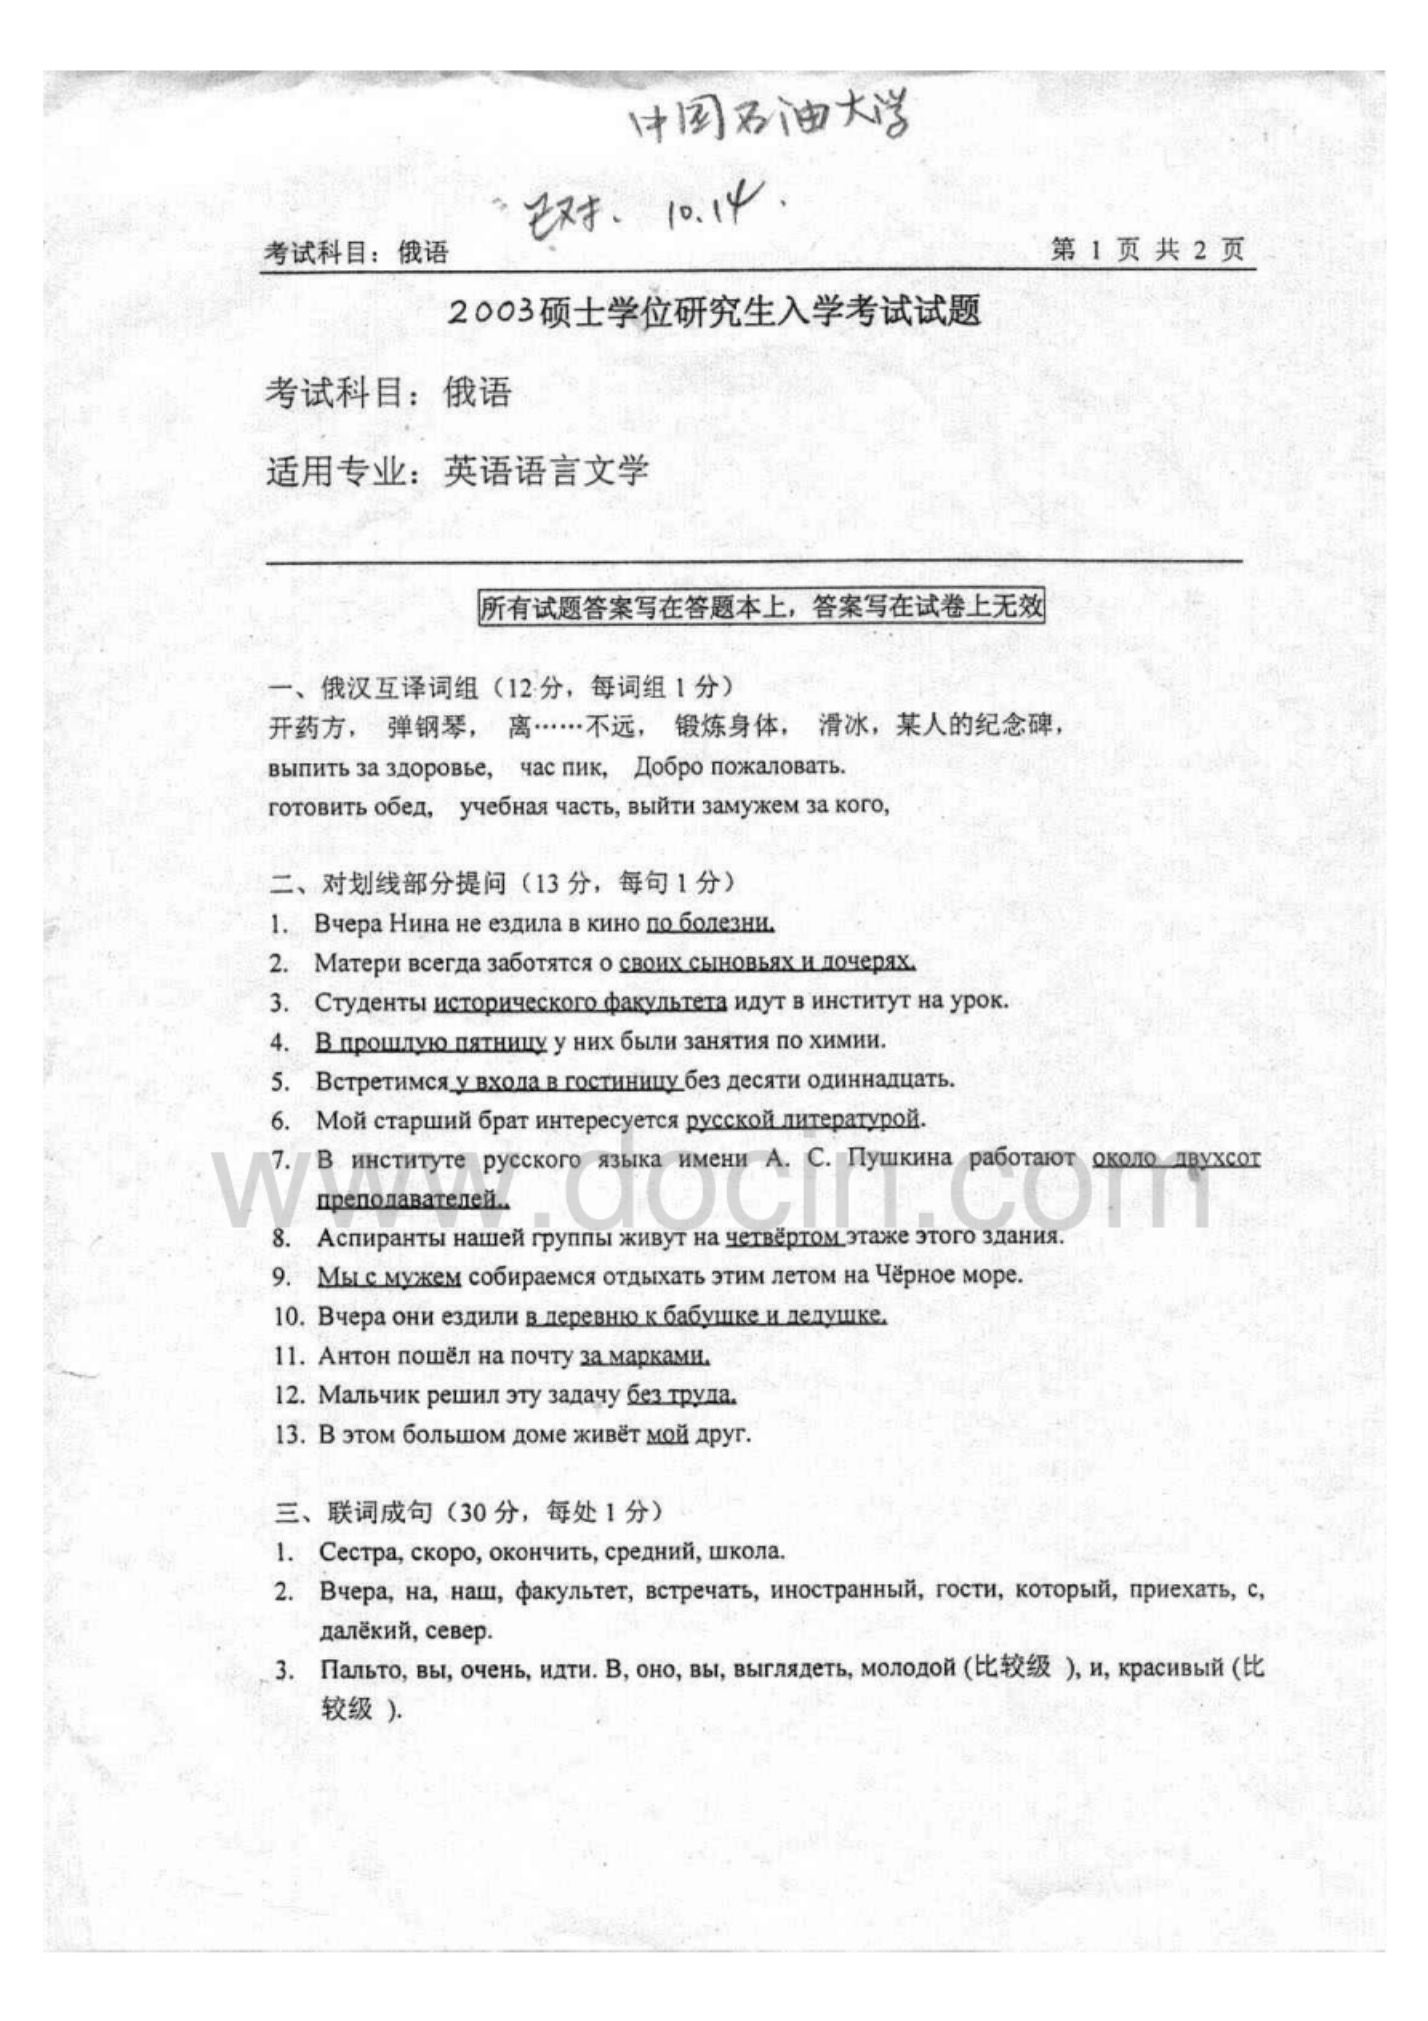 中国石油大学
已对. 10.14.
考试科目：俄语 第 1 页 共 2 页
2003硕士学位研究生入学考试试题
考试科目：俄语
适用专业：英语语言文学
所有试题答案写在答题本上，答案写在试卷上无效
一、俄汉互译词组（12分，每词组1分）
开药方， 弹钢琴， 离……不远， 锻炼身体， 滑冰，某人的纪念碑，
выпить за здоровье, час пик, Добро пожаловать.
готовить обед, учебная часть, выйти замужем за кого,
二、对划线部分提问（13分，每句1分）
1. Вчера Нина не ездила в кино по болезни.
2. Матери всегда заботятся о своих сыновьях и дочерях.
3. Студенты исторического факультета идут в институт на урок.
4. В прошлую пятницу у них были занятия по химии.
5. Встретимся у входа в гостиницу без десяти одиннадцать.
6. Мой старший брат интересуется русской литературой.
7. В институте русского языка имени А. С. Пушкина работают около двухсот
преподавателей..
8. Аспиранты нашей группы живут на четвёртом этаже этого здания.
9. Мы с мужем собираемся отдыхать этим летом на Чёрное море.
10. Вчера они ездили в деревню к бабушке и дедушке.
11. Антон пошёл на почту за марками.
12. Мальчик решил эту задачу без труда.
13. В этом большом доме живёт мой друг.
三、联词成句（30分，每处1分）
1. Сестра, скоро, окончить, средний, школа.
2. Вчера, на, наш, факультет, встречать, иностранный, гости, который, приехать, с,
далёкий, север.
3. Пальто, вы, очень, идти. В, оно, вы, выглядеть, молодой (比较级 ), и, красивый (比
较级 ).
www.docin.com